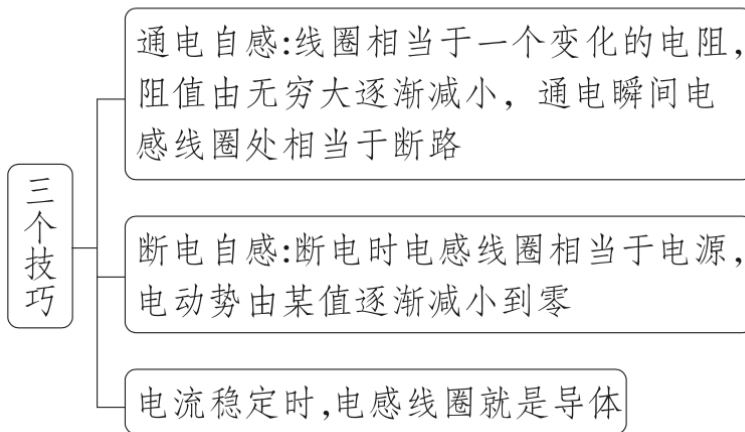 三个技巧
通电自感:线圈相当于一个变化的电阻,
阻值由无穷大逐渐减小，通电瞬间电
感线圈处相当于断路
断电自感:断电时电感线圈相当于电源,
电动势由某值逐渐减小到零
电流稳定时,电感线圈就是导体